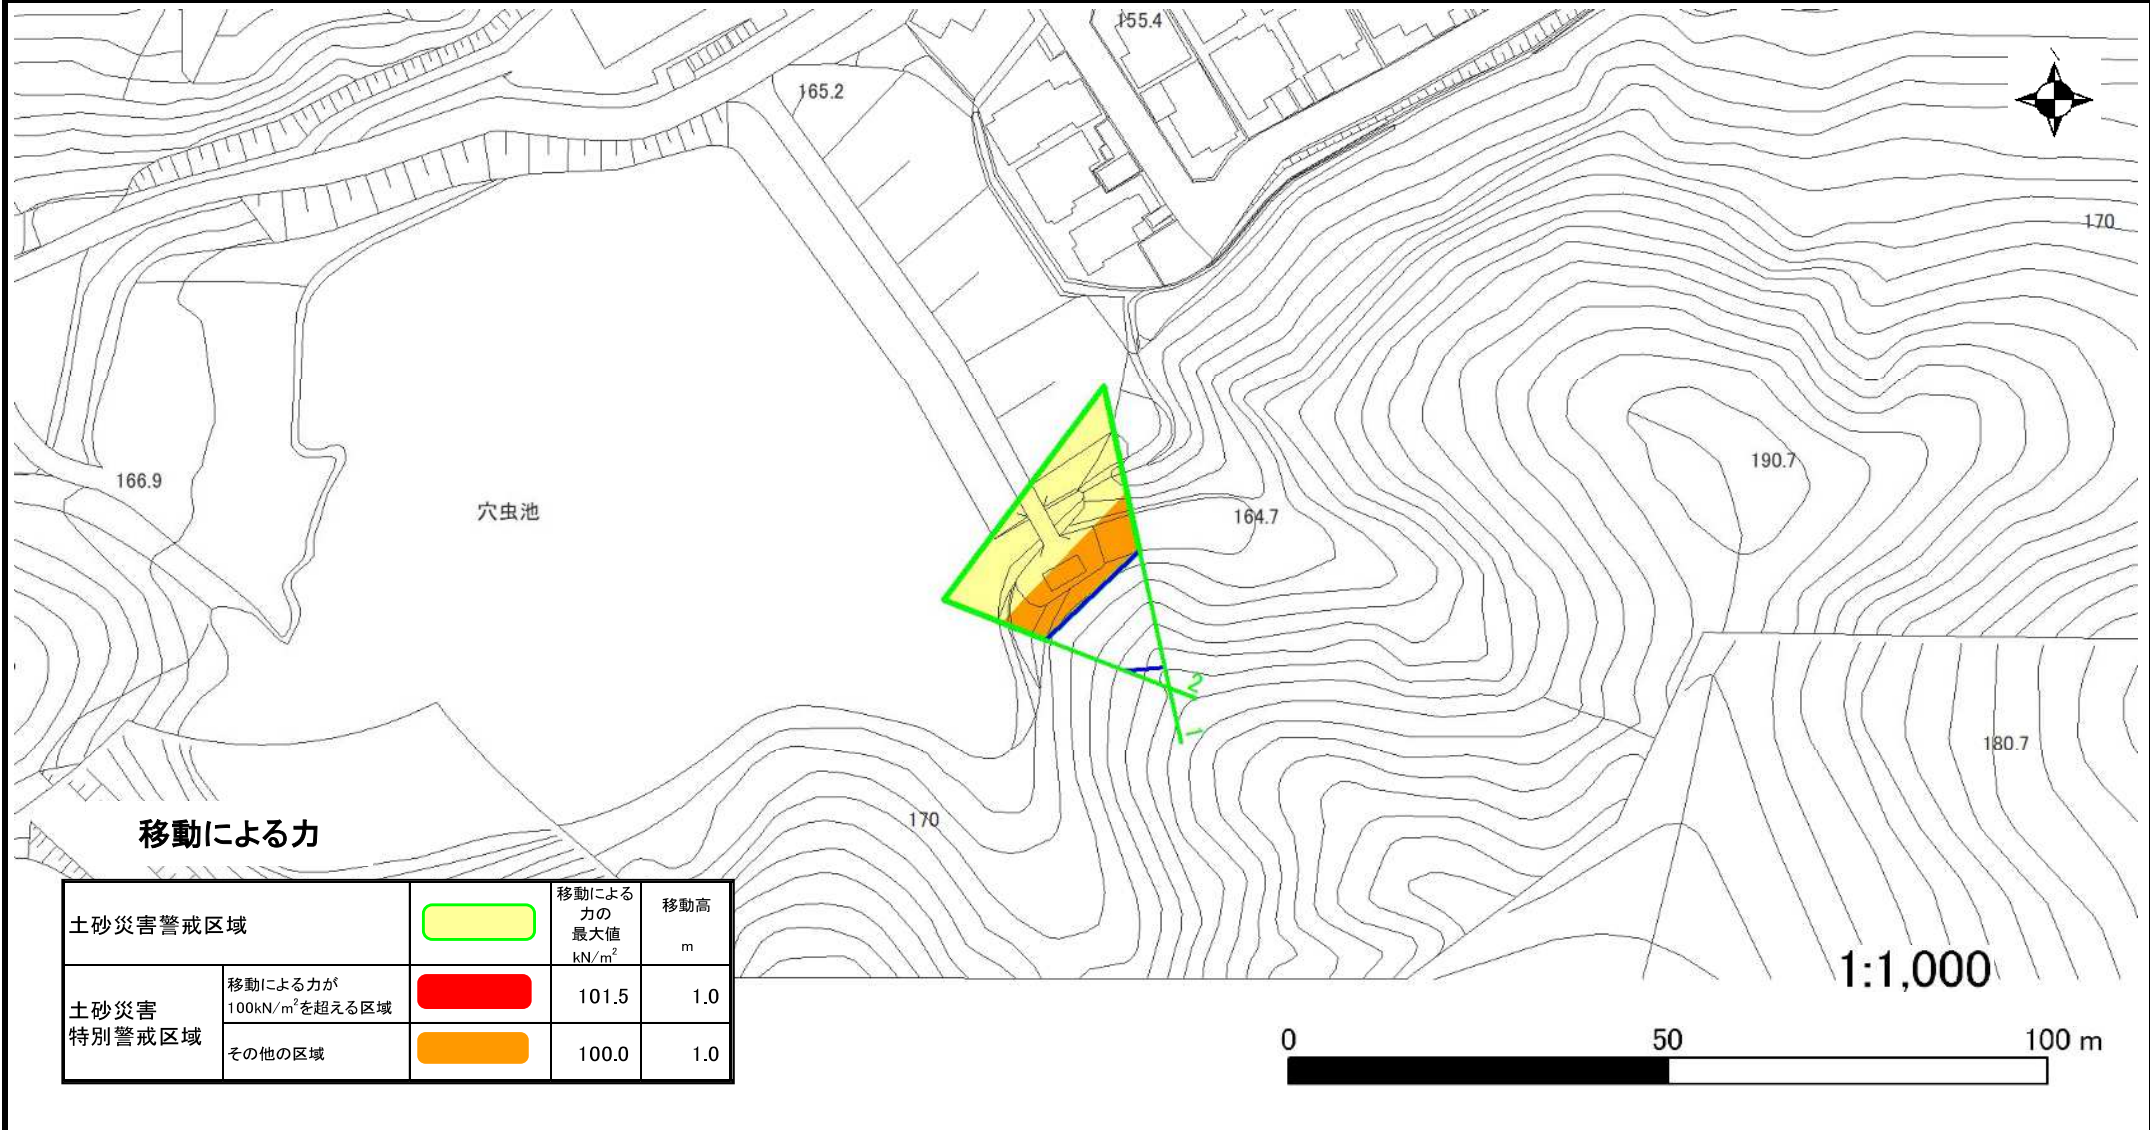 155.4
165.2
170
190.7
166.9
穴虫池
164.7
2
1
180.7
170
移動による力
土砂災害警戒区域
移動による
力の
最大値
kN/m²
移動高
m
土砂災害
特別警戒区域
移動による力が
100kN/m²を超える区域
101.5
1.0
その他の区域
100.0
1.0
1:1,000
0
50
100 m